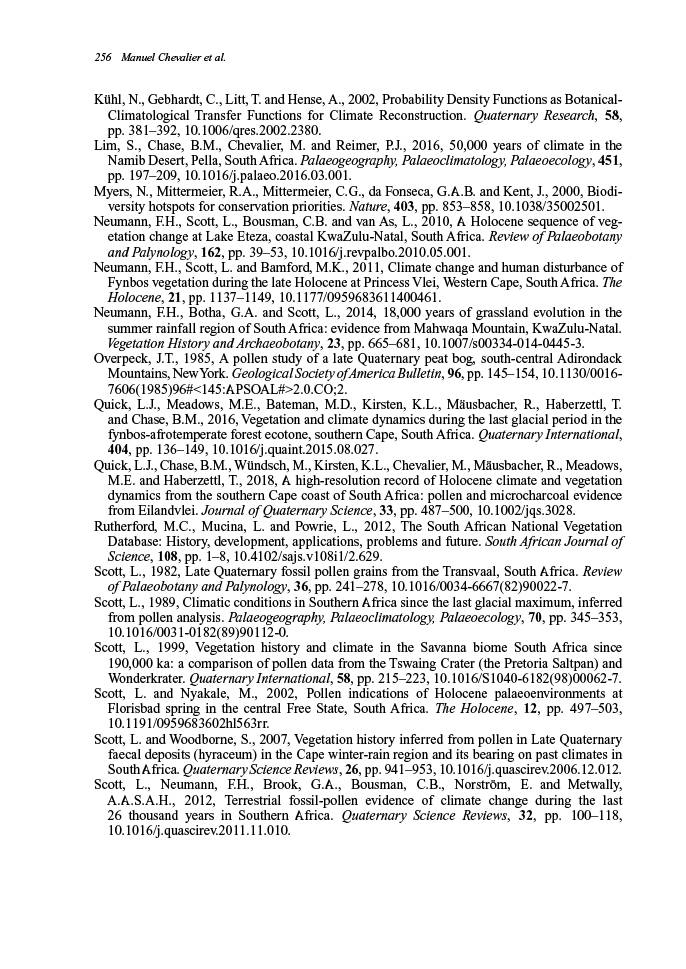 256 Manuel Chevalier et al.
Kühl, N., Gebhardt, C., Litt, T. and Hense, A., 2002, Probability Density Functions as Botanical-
Climatological Transfer Functions for Climate Reconstruction. Quaternary Research, 58,
pp. 381–392, 10.1006/qres.2002.2380.
Lim, S., Chase, B.M., Chevalier, M. and Reimer, P.J., 2016, 50,000 years of climate in the
Namib Desert, Pella, South Africa. Palaeogeography, Palaeoclimatology, Palaeoecology, 451,
pp. 197–209, 10.1016/j.palaeo.2016.03.001.
Myers, N., Mittermeier, R.A., Mittermeier, C.G., da Fonseca, G.A.B. and Kent, J., 2000, Biodi-
versity hotspots for conservation priorities. Nature, 403, pp. 853–858, 10.1038/35002501.
Neumann, F.H., Scott, L., Bousman, C.B. and van As, L., 2010, A Holocene sequence of veg-
etation change at Lake Eteza, coastal KwaZulu-Natal, South Africa. Review of Palaeobotany
and Palynology, 162, pp. 39–53, 10.1016/j.revpalbo.2010.05.001.
Neumann, F.H., Scott, L. and Bamford, M.K., 2011, Climate change and human disturbance of
Fynbos vegetation during the late Holocene at Princess Vlei, Western Cape, South Africa. The
Holocene, 21, pp. 1137–1149, 10.1177/0959683611400461.
Neumann, F.H., Botha, G.A. and Scott, L., 2014, 18,000 years of grassland evolution in the
summer rainfall region of South Africa: evidence from Mahwaqa Mountain, KwaZulu-Natal.
Vegetation History and Archaeobotany, 23, pp. 665–681, 10.1007/s00334-014-0445-3.
Overpeck, J.T., 1985, A pollen study of a late Quaternary peat bog, south-central Adirondack
Mountains, New York. Geological Society of America Bulletin, 96, pp. 145–154, 10.1130/0016-
7606(1985)96#<145:APSOAL#>2.0.CO;2.
Quick, L.J., Meadows, M.E., Bateman, M.D., Kirsten, K.L., Mäusbacher, R., Haberzettl, T.
and Chase, B.M., 2016, Vegetation and climate dynamics during the last glacial period in the
fynbos-afrotemperate forest ecotone, southern Cape, South Africa. Quaternary International,
404, pp. 136–149, 10.1016/j.quaint.2015.08.027.
Quick, L.J., Chase, B.M., Wündsch, M., Kirsten, K.L., Chevalier, M., Mäusbacher, R., Meadows,
M.E. and Haberzettl, T., 2018, A high-resolution record of Holocene climate and vegetation
dynamics from the southern Cape coast of South Africa: pollen and microcharcoal evidence
from Eilandvlei. Journal of Quaternary Science, 33, pp. 487–500, 10.1002/jqs.3028.
Rutherford, M.C., Mucina, L. and Powrie, L., 2012, The South African National Vegetation
Database: History, development, applications, problems and future. South African Journal of
Science, 108, pp. 1–8, 10.4102/sajs.v108i1/2.629.
Scott, L., 1982, Late Quaternary fossil pollen grains from the Transvaal, South Africa. Review
of Palaeobotany and Palynology, 36, pp. 241–278, 10.1016/0034-6667(82)90022-7.
Scott, L., 1989, Climatic conditions in Southern Africa since the last glacial maximum, inferred
from pollen analysis. Palaeogeography, Palaeoclimatology, Palaeoecology, 70, pp. 345–353,
10.1016/0031-0182(89)90112-0.
Scott, L., 1999, Vegetation history and climate in the Savanna biome South Africa since
190,000 ka: a comparison of pollen data from the Tswaing Crater (the Pretoria Saltpan) and
Wonderkrater. Quaternary International, 58, pp. 215–223, 10.1016/S1040-6182(98)00062-7.
Scott, L. and Nyakale, M., 2002, Pollen indications of Holocene palaeoenvironments at
Florisbad spring in the central Free State, South Africa. The Holocene, 12, pp. 497–503,
10.1191/0959683602hl563rr.
Scott, L. and Woodborne, S., 2007, Vegetation history inferred from pollen in Late Quaternary
faecal deposits (hyraceum) in the Cape winter-rain region and its bearing on past climates in
South Africa. Quaternary Science Reviews, 26, pp. 941–953, 10.1016/j.quascirev.2006.12.012.
Scott, L., Neumann, F.H., Brook, G.A., Bousman, C.B., Norström, E. and Metwally,
A.A.S.A.H., 2012, Terrestrial fossil-pollen evidence of climate change during the last
26 thousand years in Southern Africa. Quaternary Science Reviews, 32, pp. 100–118,
10.1016/j.quascirev.2011.11.010.